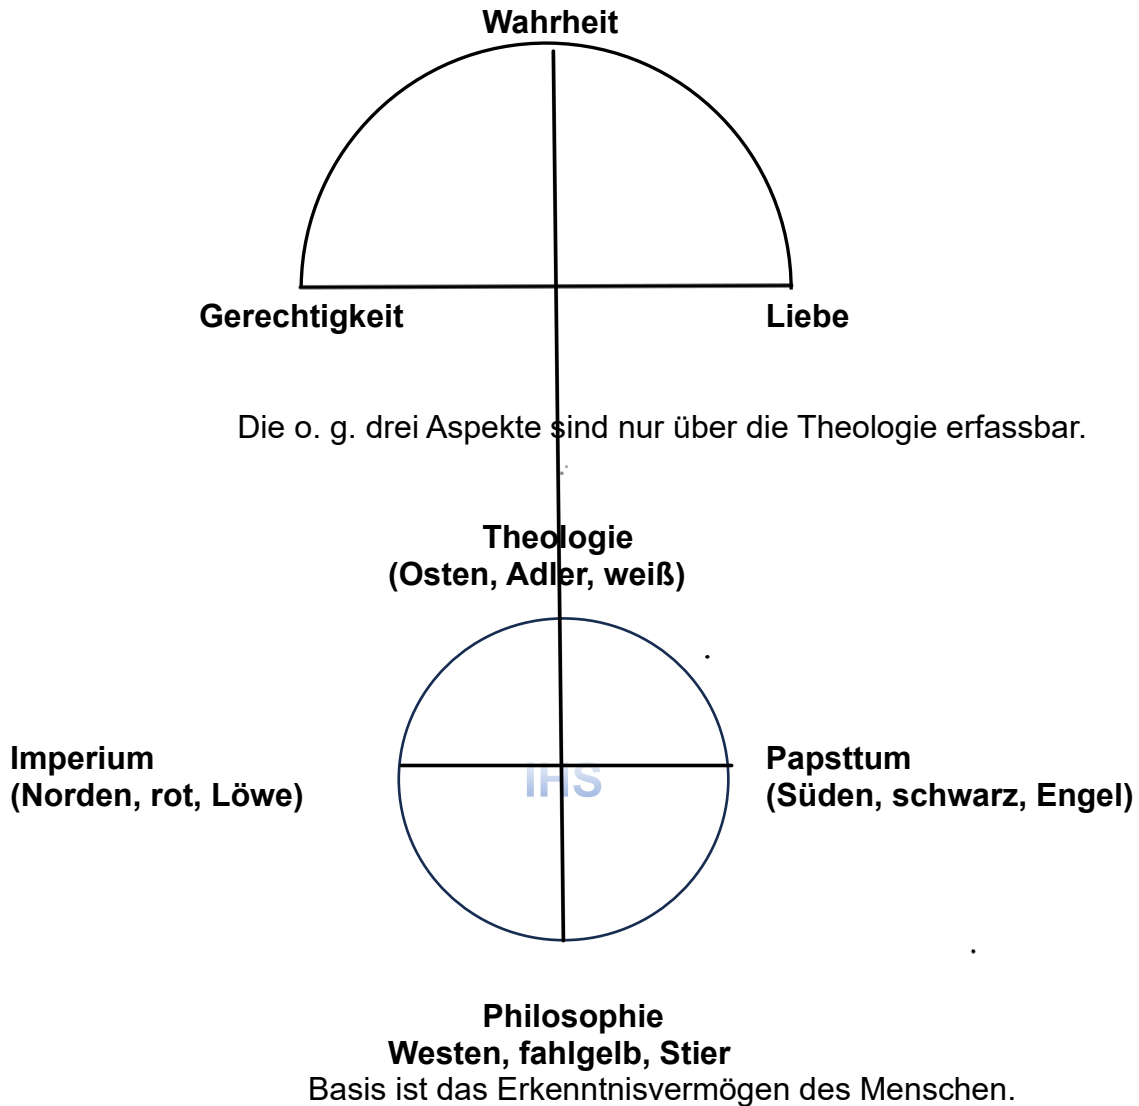 Wahrheit
Gerechtigkeit
Liebe
Die o. g. drei Aspekte sind nur über die Theologie erfassbar.
Theologie
(Osten, Adler, weiß)
Imperium
(Norden, rot, Löwe)
IHS
Papsttum
(Süden, schwarz, Engel)
Philosophie
Westen, fahlgelb, Stier
Basis ist das Erkenntnisvermögen des Menschen.